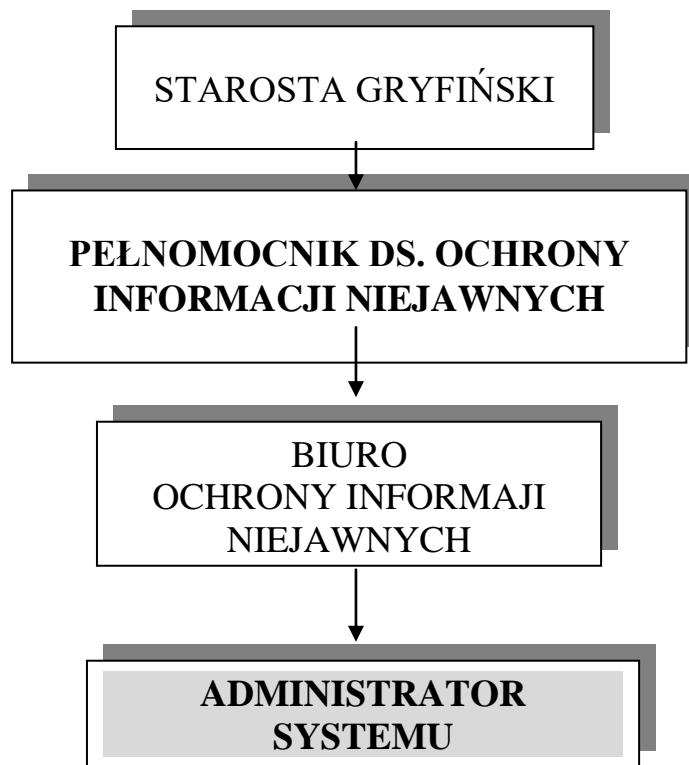 STAROSTA GRYFIŃSKI
PEŁNOMOCNIK DS. OCHRONY
INFORMACJI NIEJAWNYCH
BIURO
OCHRONY INFORMAJI
NIEJAWNYCH
ADMINISTRATOR
SYSTEMU